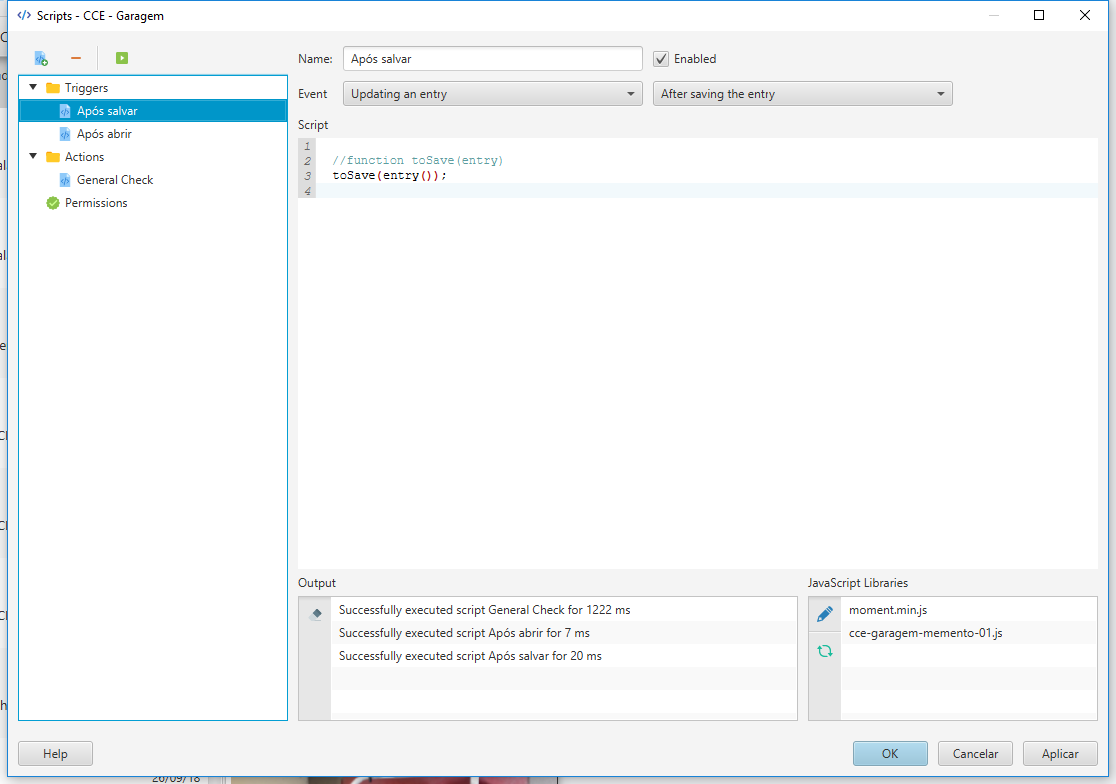 Scripts - CCE - Garagem
Name: Após salvar Enabled
Triggers
Após salvar
Após abrir
Actions
General Check
Permissions
Event Updating an entry After saving the entry
Script
1
2 //function toSave(entry)
3 toSave(entry());
4
Output
Successfully executed script General Check for 1222 ms
Successfully executed script Após abrir for 7 ms
Successfully executed script Após salvar for 20 ms
JavaScript Libraries
moment.min.js
cce-garagem-memento-01.js
Help OK Cancelar Aplicar
26/09/18